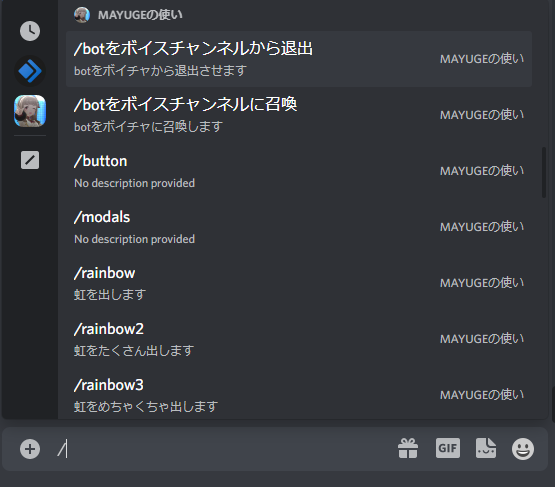 MAYUGEの使い
/botをボイスチャンネルから退出
MAYUGEの使い
botをボイチャから退出させます
/botをボイスチャンネルに召喚
MAYUGEの使い
botをボイチャに召喚します
/button
MAYUGEの使い
No description provided
/modals
MAYUGEの使い
No description provided
/rainbow
MAYUGEの使い
虹を出します
/rainbow2
MAYUGEの使い
虹をたくさん出します
/rainbow3
MAYUGEの使い
虹をめちゃくちゃ出します
/
GIF